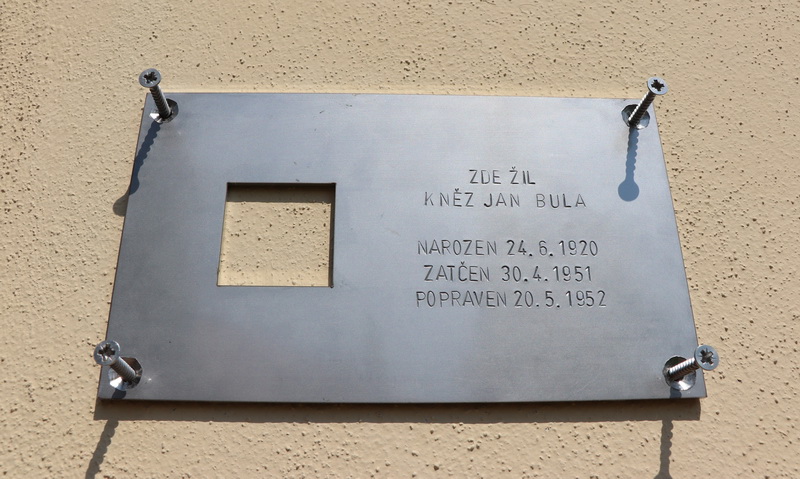 ZDE ŽIL
KNĚZ JAN BULA
NAROZEN 24.6.1920
ZATČEN 30.4.1951
POPRAVEN 20.5.1952